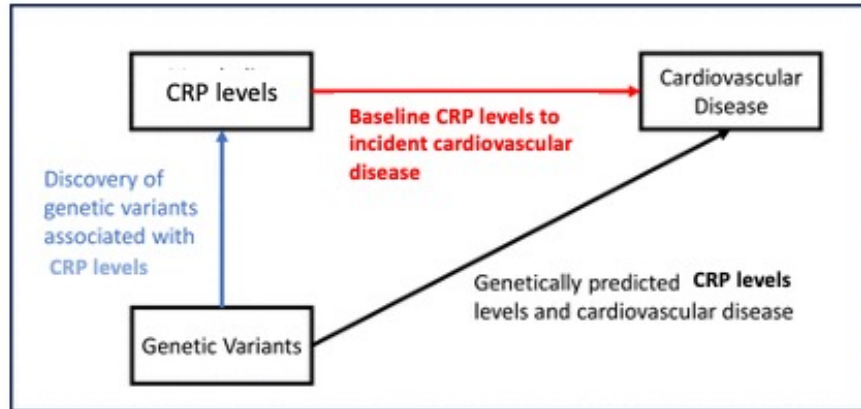 CRP levels
Cardiovascular
Disease
Baseline CRP levels to
incident cardiovascular
disease
Discovery of
genetic variants
associated with
CRP levels
Genetically predicted CRP levels
levels and cardiovascular disease
Genetic Variants